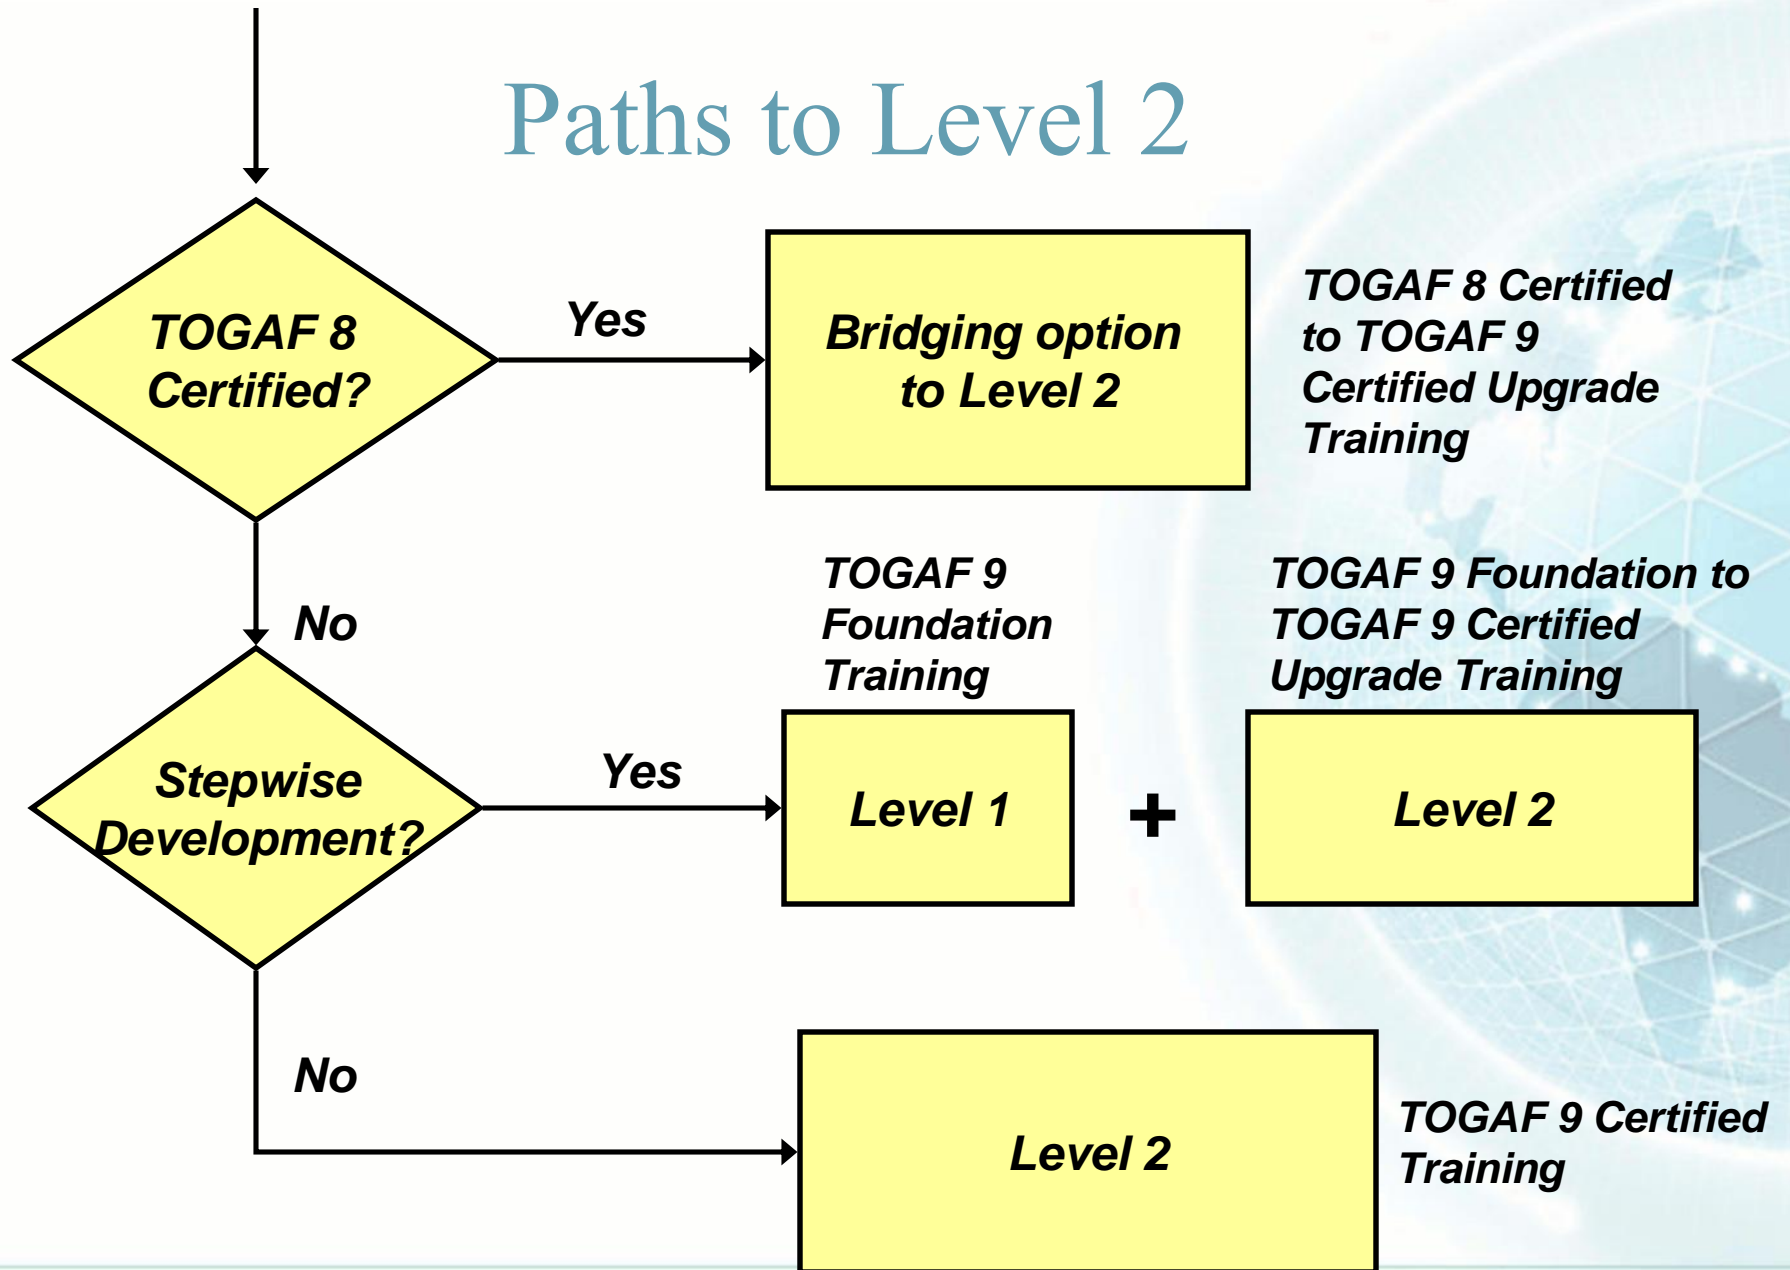 Paths to Level 2
TOGAF 8
Certified?
Yes
Bridging option
to Level 2
TOGAF 8 Certified
to TOGAF 9
Certified Upgrade
Training
No
TOGAF 9
Foundation
Training
TOGAF 9 Foundation to
TOGAF 9 Certified
Upgrade Training
Stepwise
Development?
Yes
Level 1
+
Level 2
No
Level 2
TOGAF 9 Certified
Training